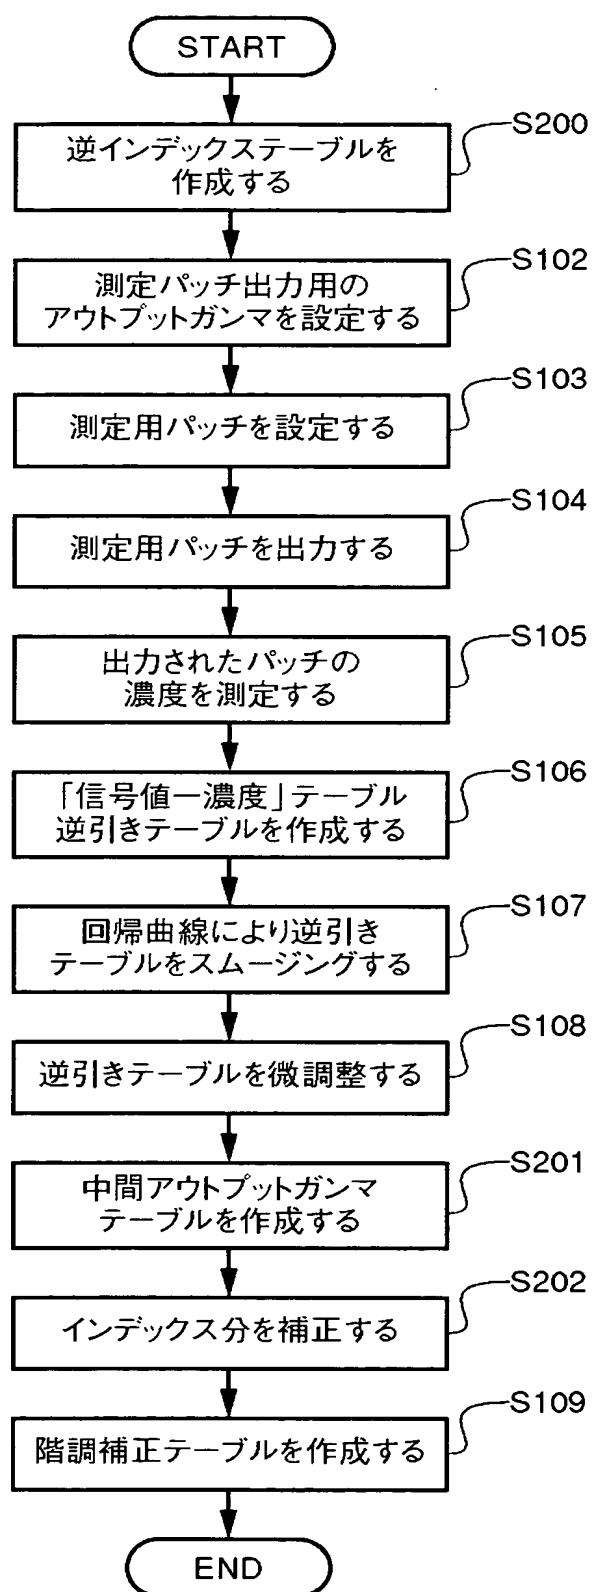 START
S200
逆インデックステーブルを
作成する
S102
測定パッチ出力用の
アウトプットガンマを設定する
S103
測定用パッチを設定する
S104
測定用パッチを出力する
S105
出力されたパッチの
濃度を測定する
S106
「信号値ー濃度」テーブル
逆引きテーブルを作成する
S107
回帰曲線により逆引き
テーブルをスムージングする
S108
逆引きテーブルを微調整する
S201
中間アウトプットガンマ
テーブルを作成する
S202
インデックス分を補正する
S109
階調補正テーブルを作成する
END